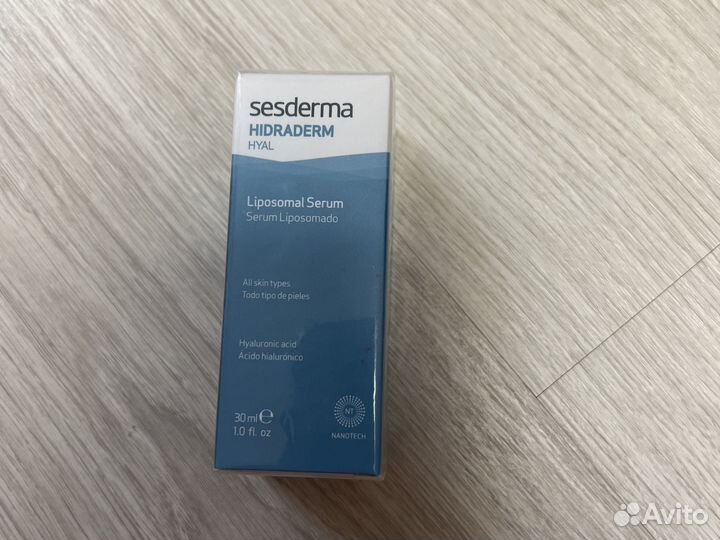 sesderma
HIDRADERM
HYAL
Liposomal Serum
Serum Liposomado
All skin types
Todo tipo de pieles
Hyaluronic acid
Ácido hialurónico
30 ml e
1.0 fl. oz
NT
NANOTECH
Avito